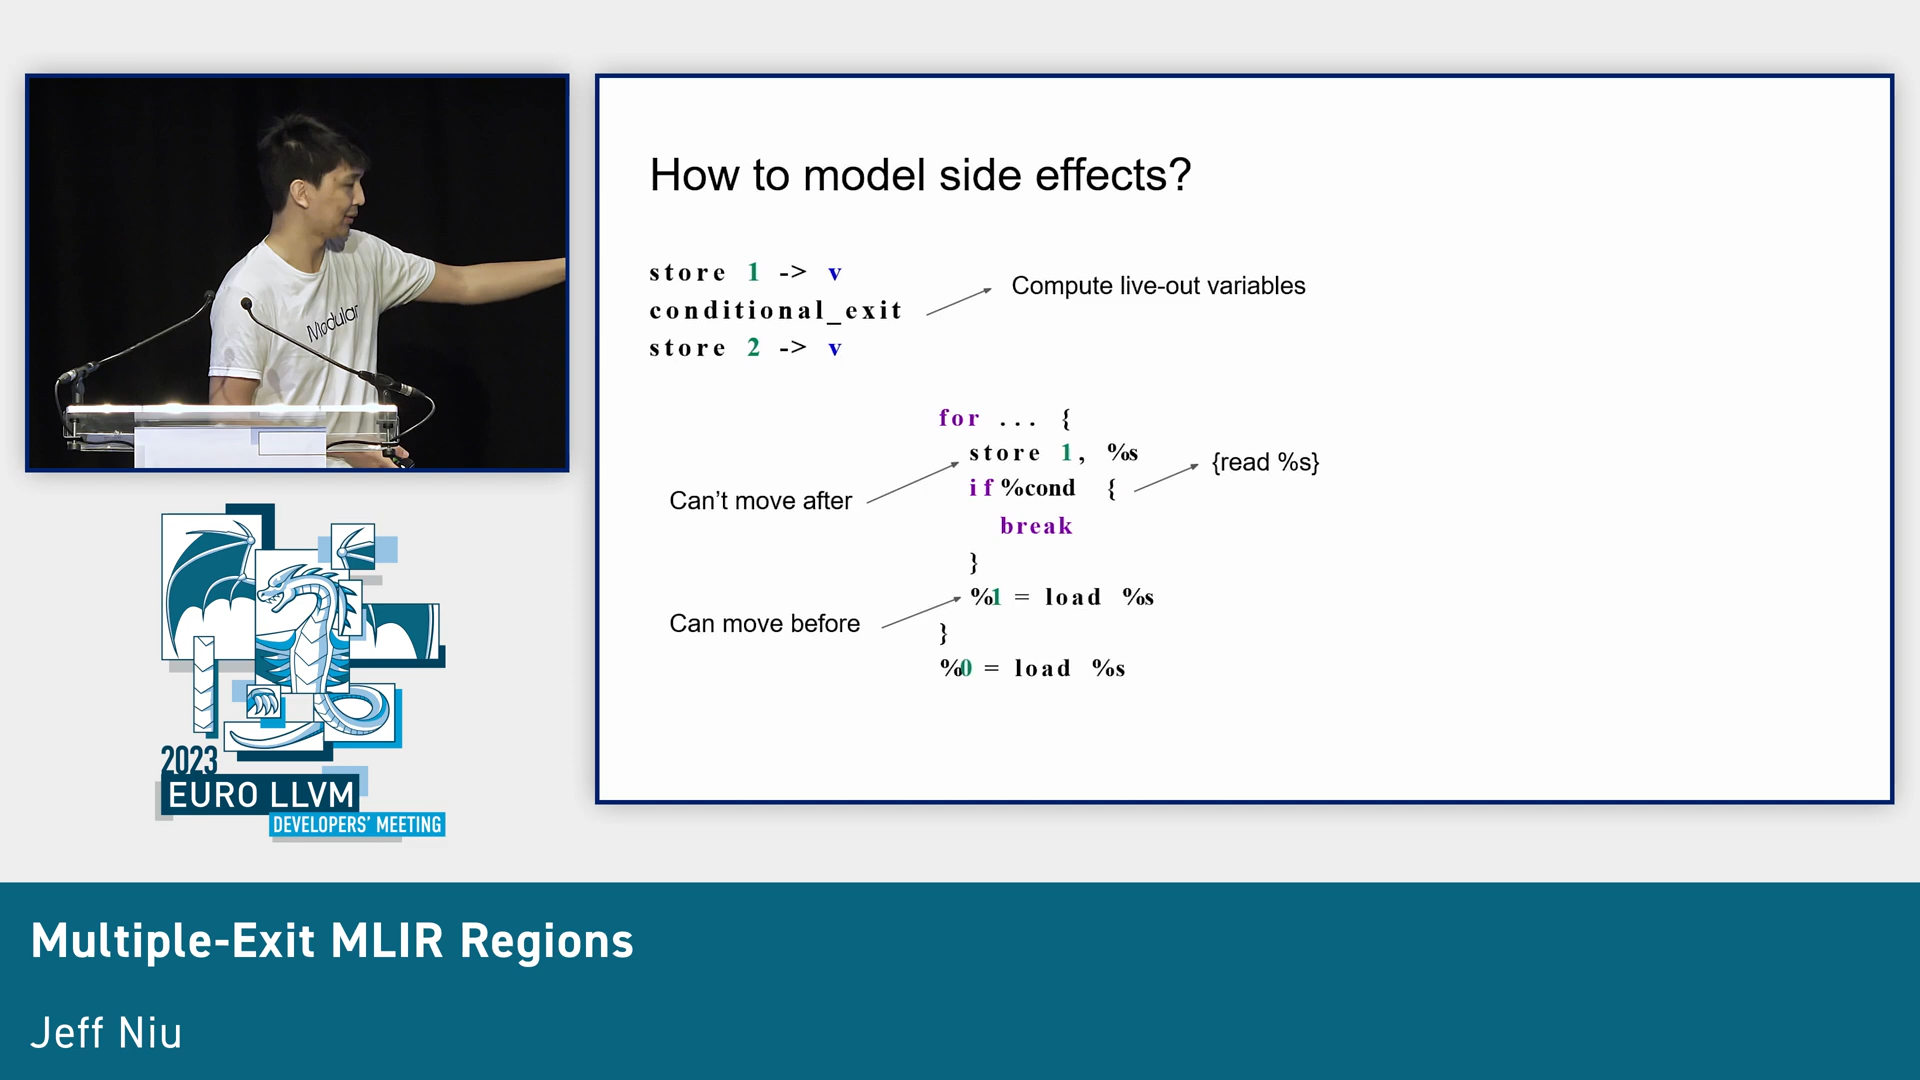 Modular
How to model side effects?
store 1 -> v
conditional_exit
store 2 -> v
Compute live-out variables
for ... {
store 1, %s
if %cond {
break
}
%1 = load %s
}
%0 = load %s
{read %s}
Can't move after
Can move before
2023
EURO LLVM
DEVELOPERS' MEETING
Multiple-Exit MLIR Regions
Jeff Niu